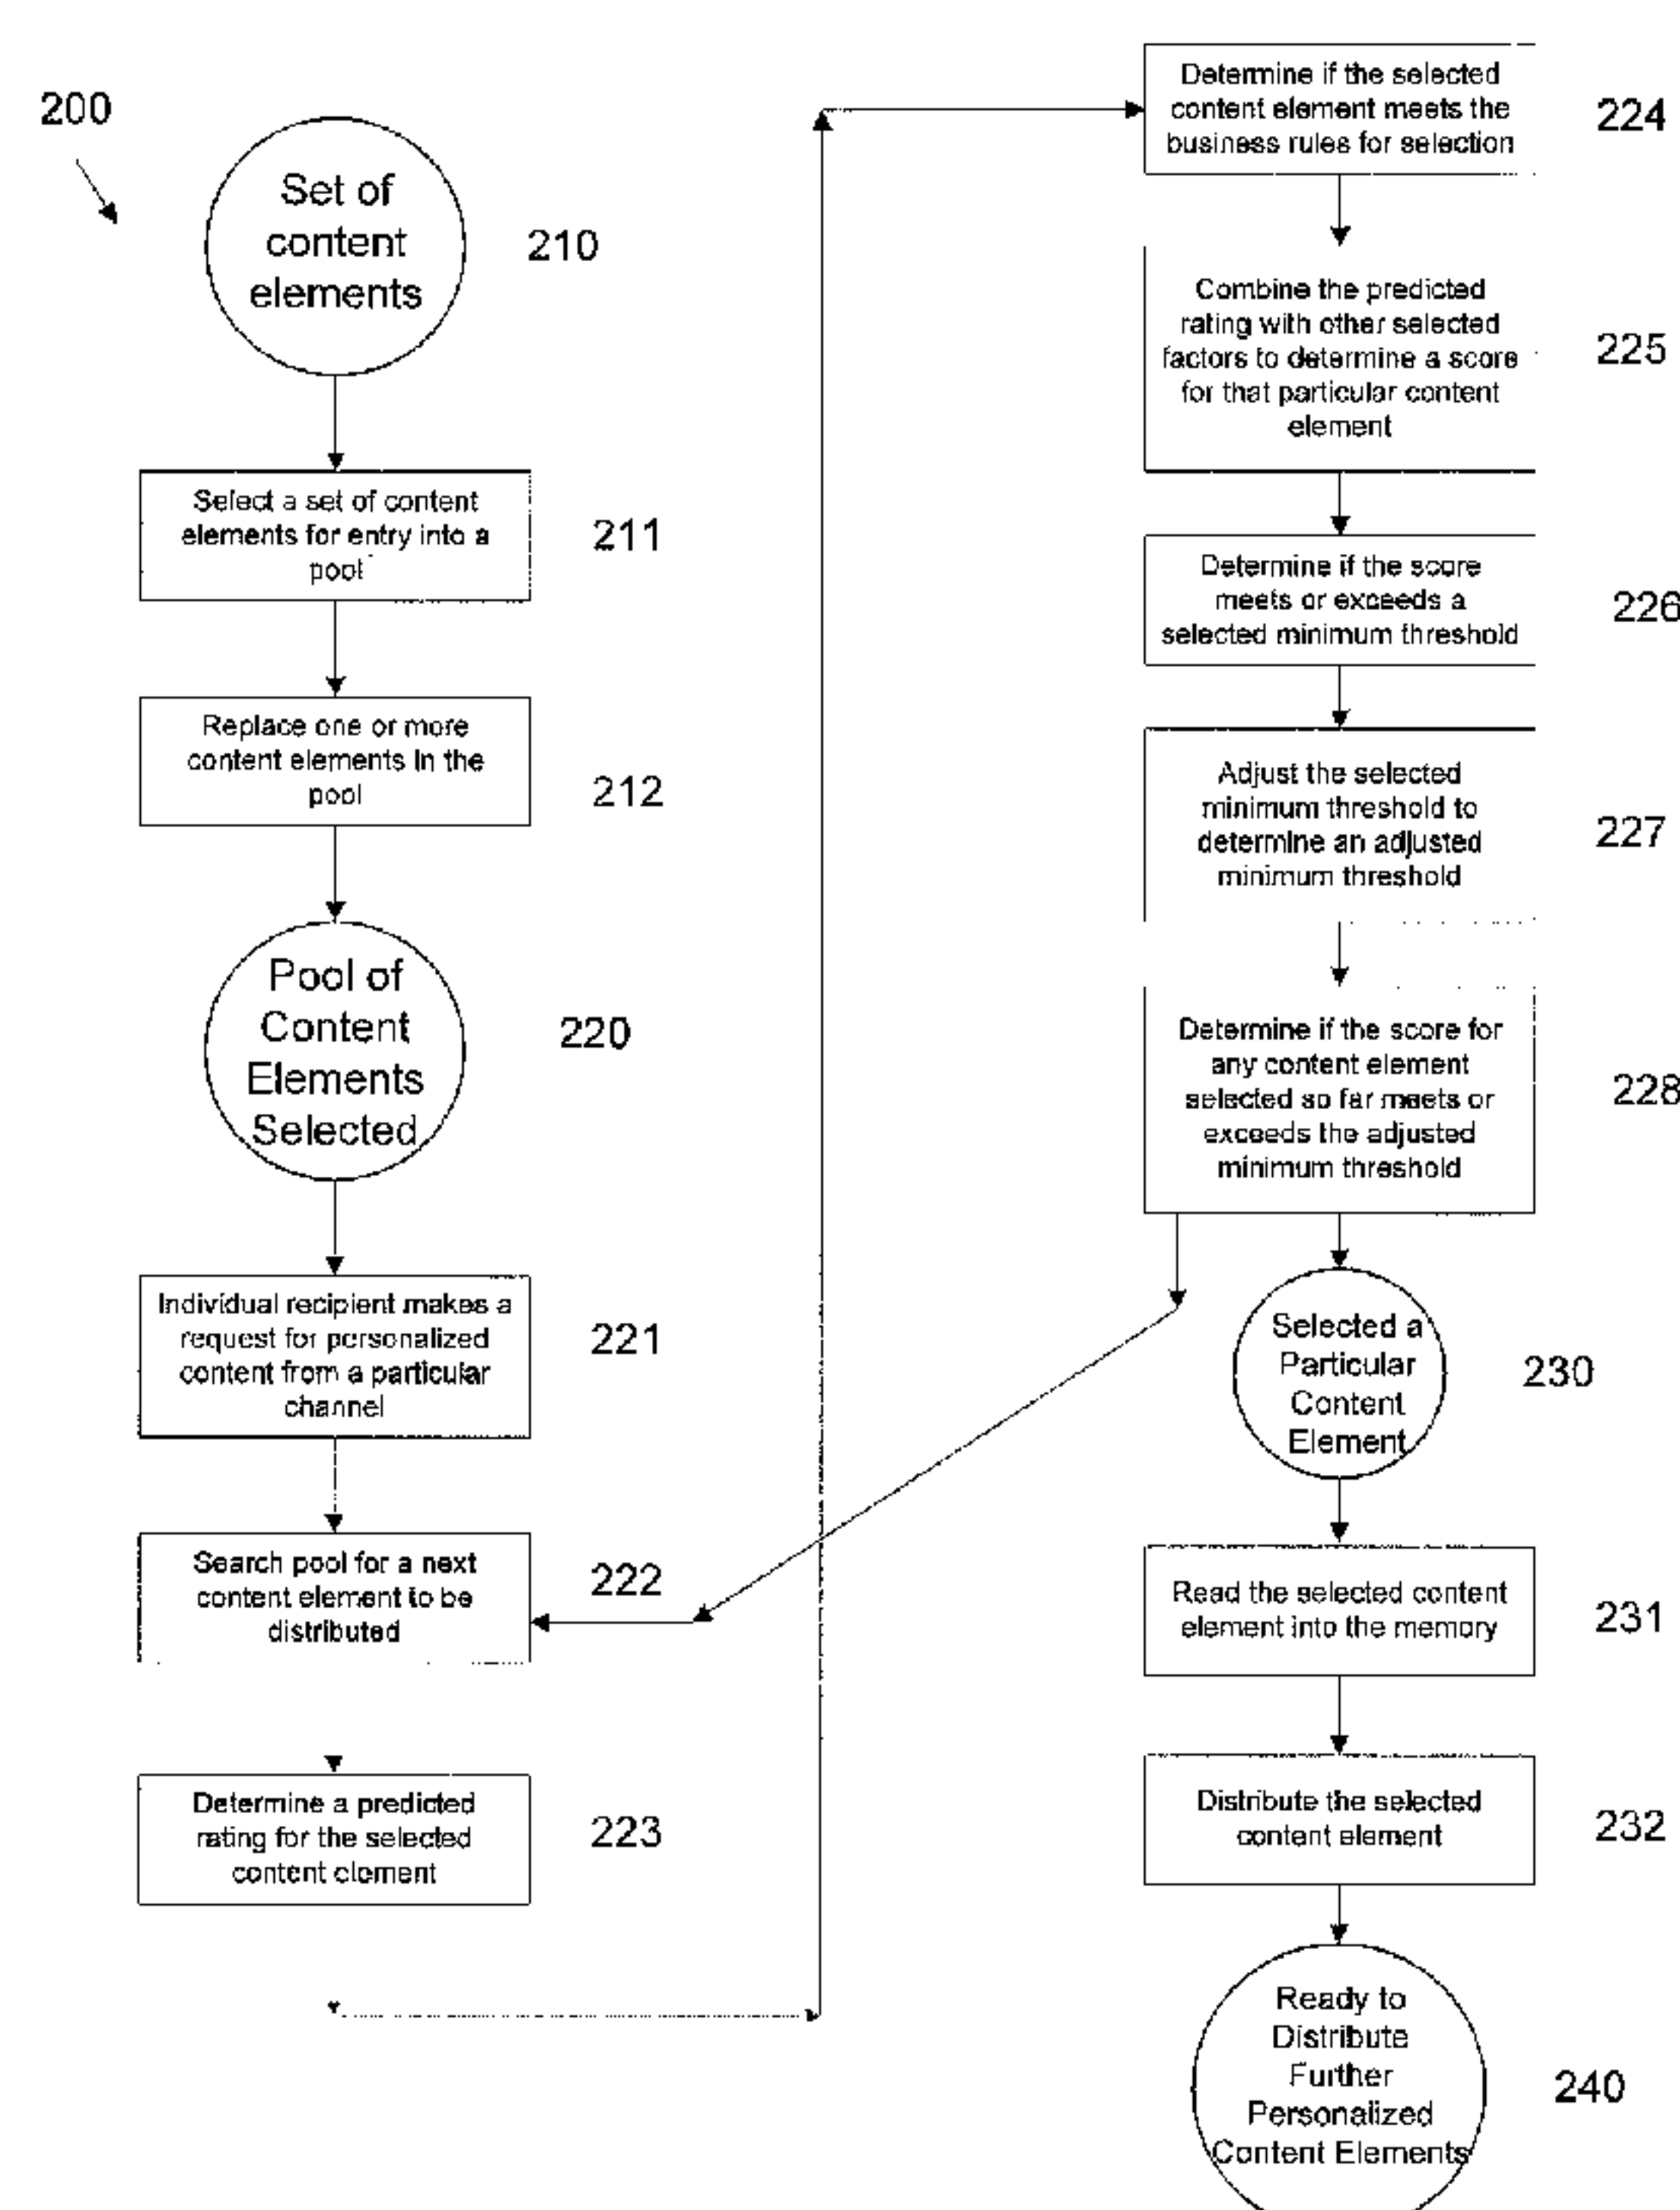 200
Set of
content
elements
210
Select a set of content
elements for entry into a
pool
211
Replace one or more
content elements in the
pool
212
Pool of
Content
Elements
Selected
220
Individual recipient makes a
request for personalized
content from a particular
channel
221
Search pool for a next
content element to be
distributed
222
Determine a predicted
rating for the selected
content element
223
Determine if the selected
content element meets the
business rules for selection
224
Combine the predicted
rating with other selected
factors to determine a score
for that particular content
element
225
Determine if the score
meets or exceeds a
selected minimum threshold
226
Adjust the selected
minimum threshold to
determine an adjusted
minimum threshold
227
Determine if the score for
any content element
selected so far meets or
exceeds the adjusted
minimum threshold
228
Selected a
Particular
Content
Element
230
Read the selected content
element into the memory
231
Distribute the selected
content element
232
Ready to
Distribute
Further
Personalized
Content Elements
240